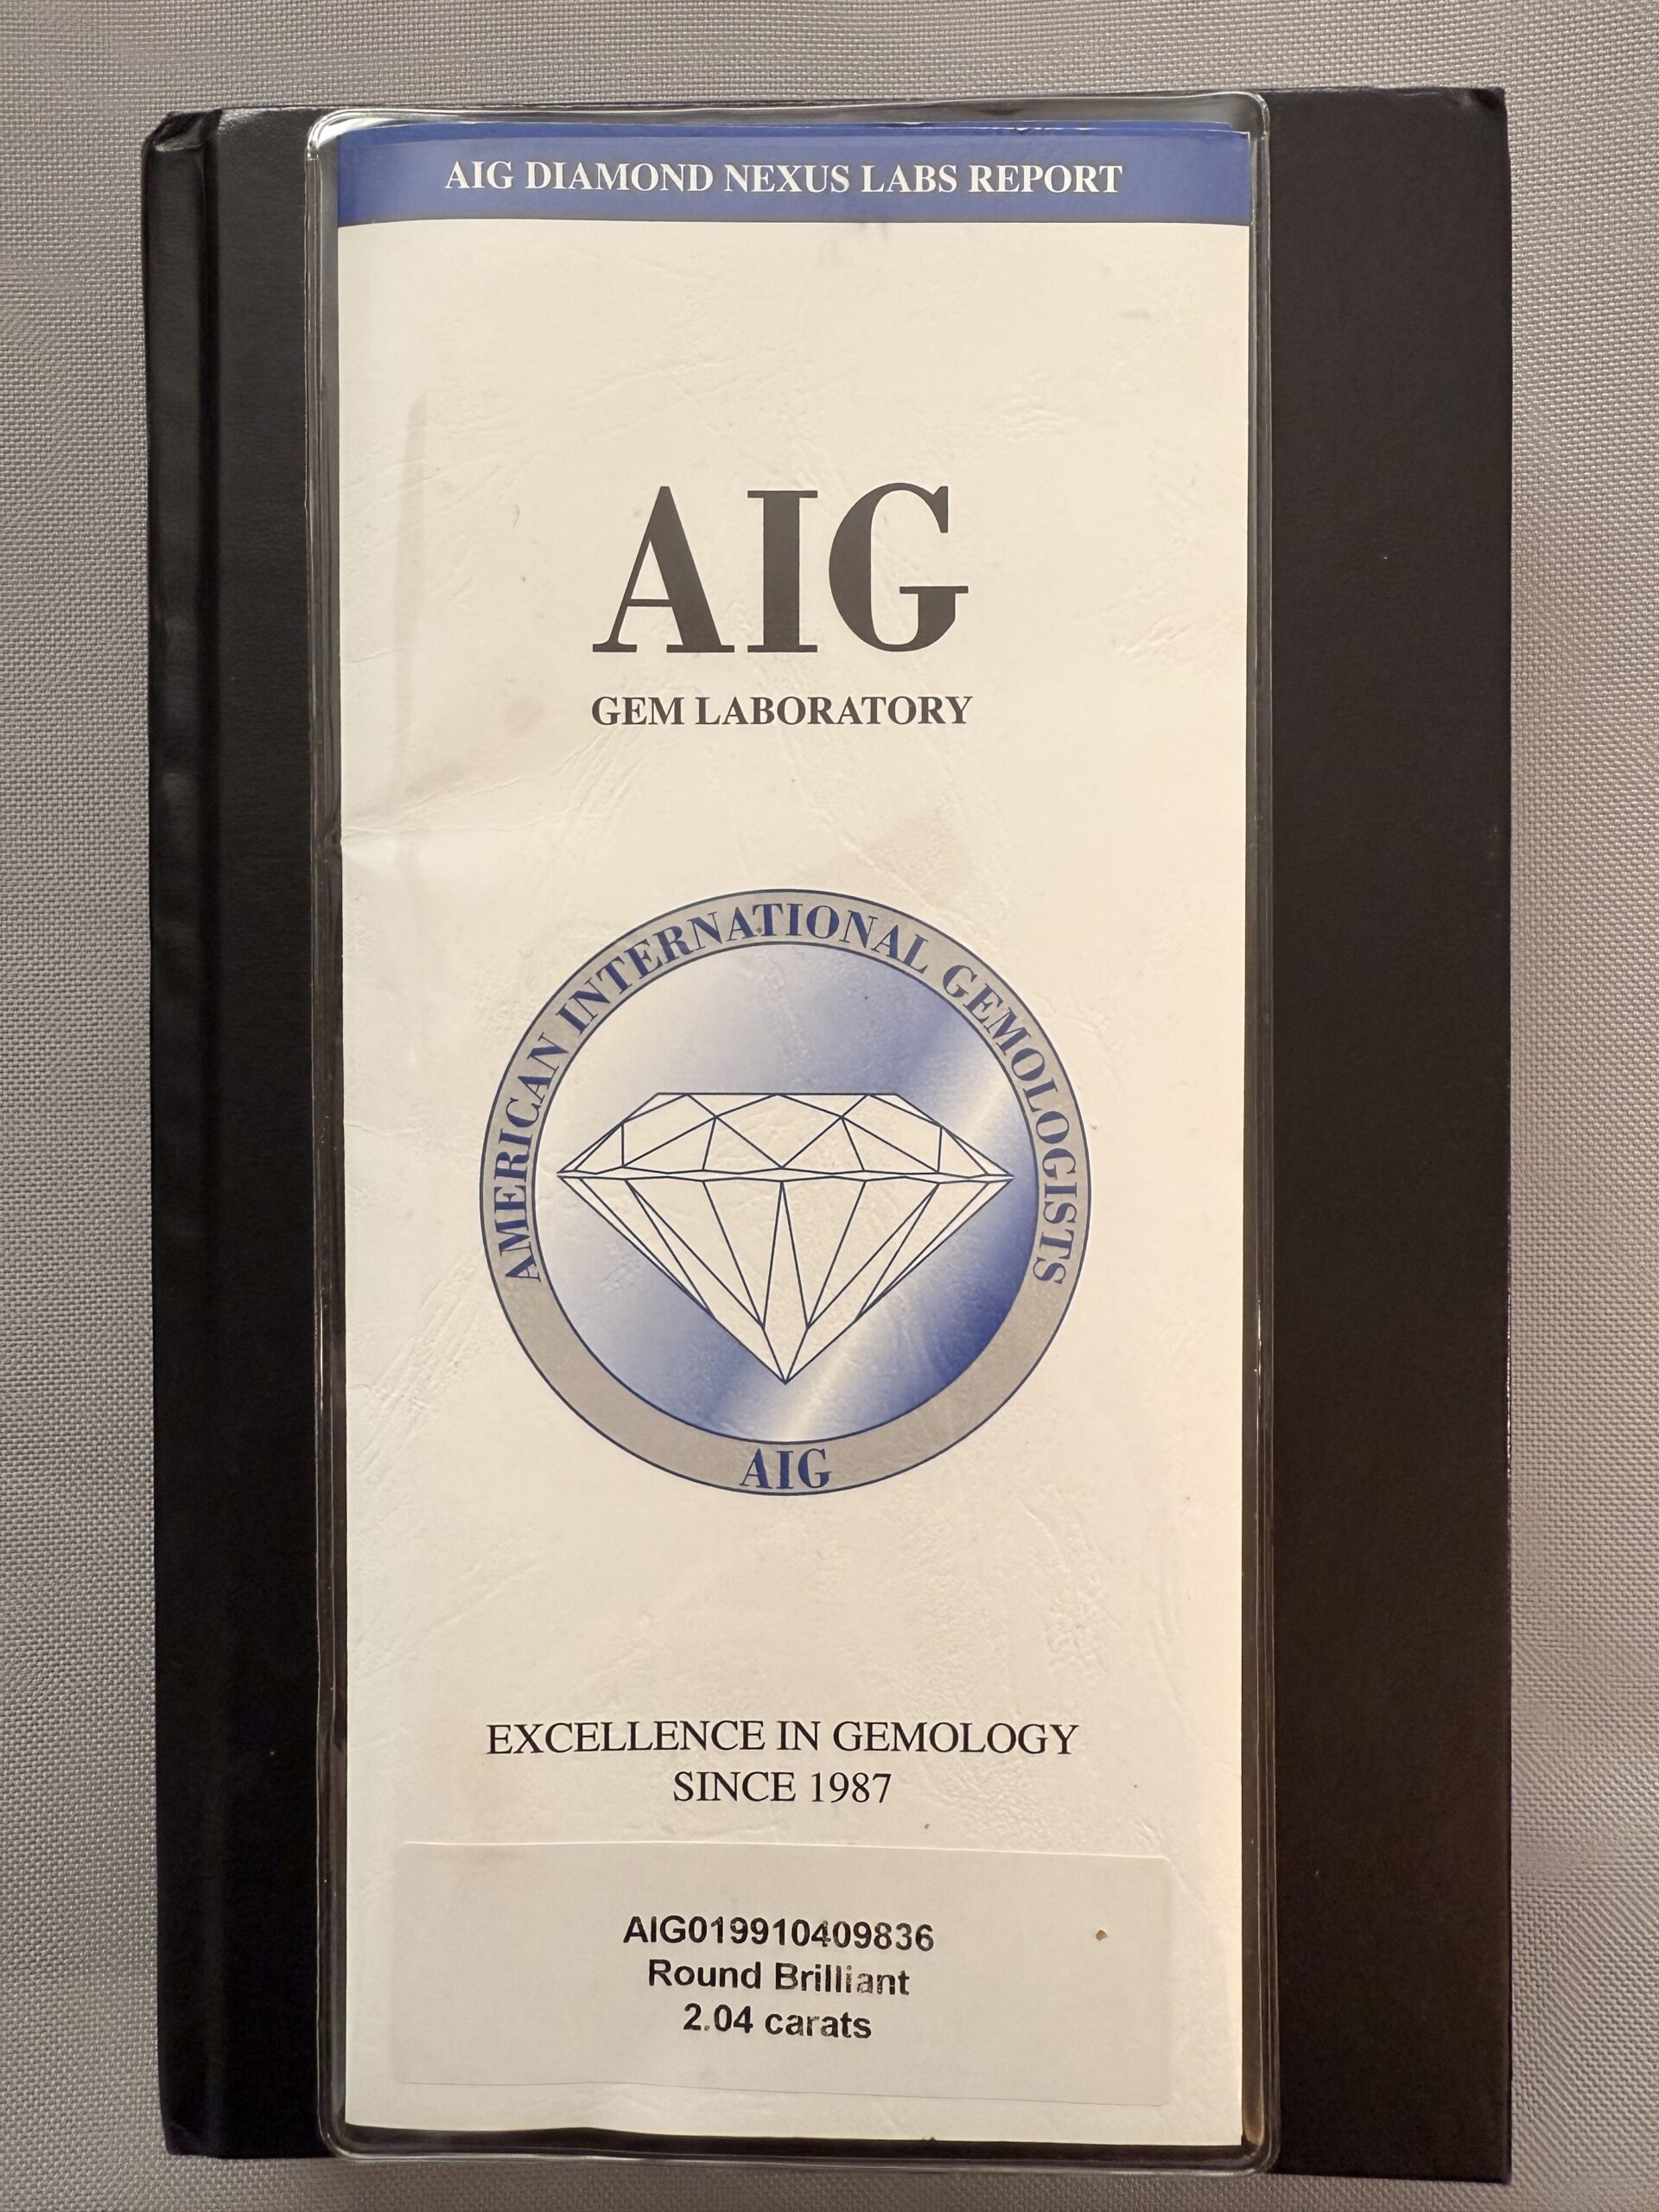 AIG DIAMOND NEXUS LABS REPORT
AIG
GEM LABORATORY
AMERICAN INTERNATIONAL GEMOLOGISTS
AIG
EXCELLENCE IN GEMOLOGY
SINCE 1987
AIG019910409836
Round Brilliant
2.04 carats